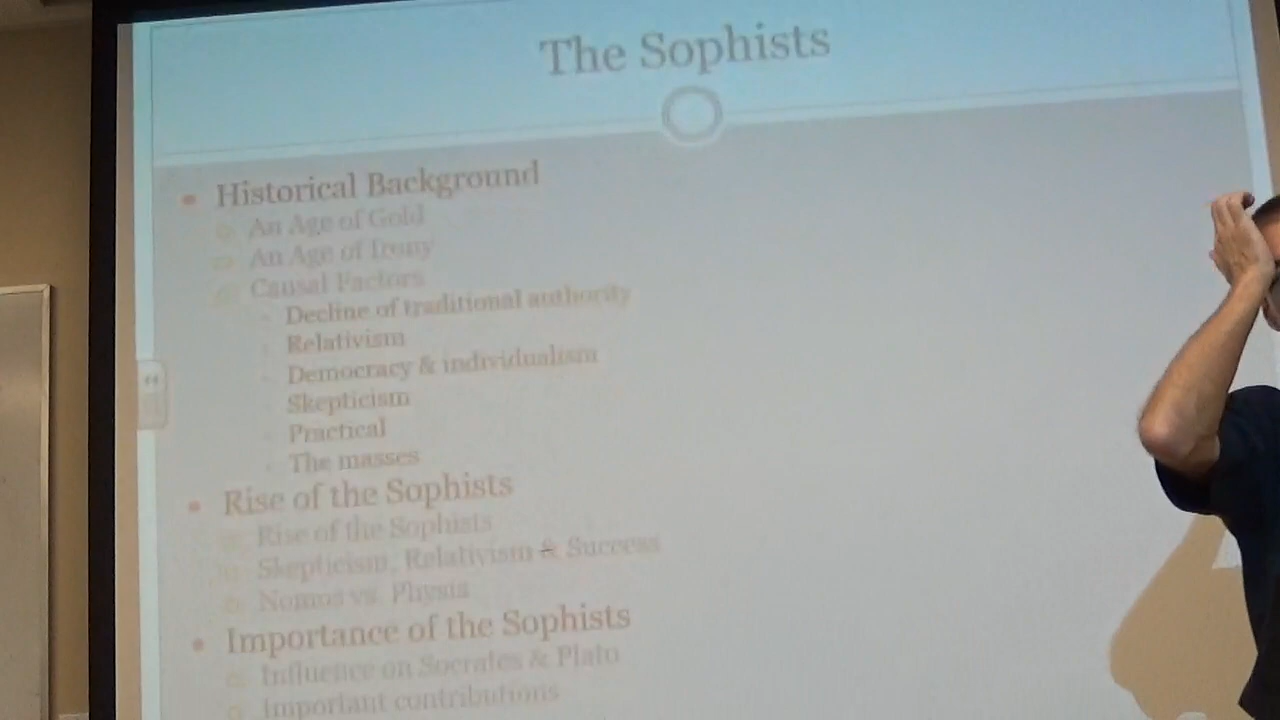 The Sophists
Historical Background
An Age of Gold
An Age of Irony
Causal Factors
Decline of traditional authority
Relativism
Democracy & individualism
Skepticism
Practical
The masses
Rise of the Sophists
Rise of the Sophists
Skepticism, Relativism & Success
Nomos vs. Physis
Importance of the Sophists
Influence on Socrates & Plato
Important contributions